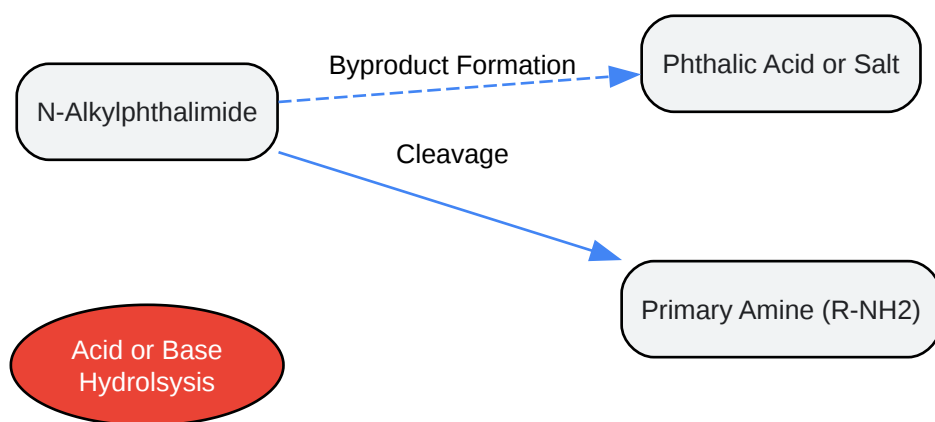 Byproduct Formation
Phthalic Acid or Salt
N-Alkylphthalimide
Cleavage
Primary Amine (R-NH2)
Acid or Base
Hydrolsysis